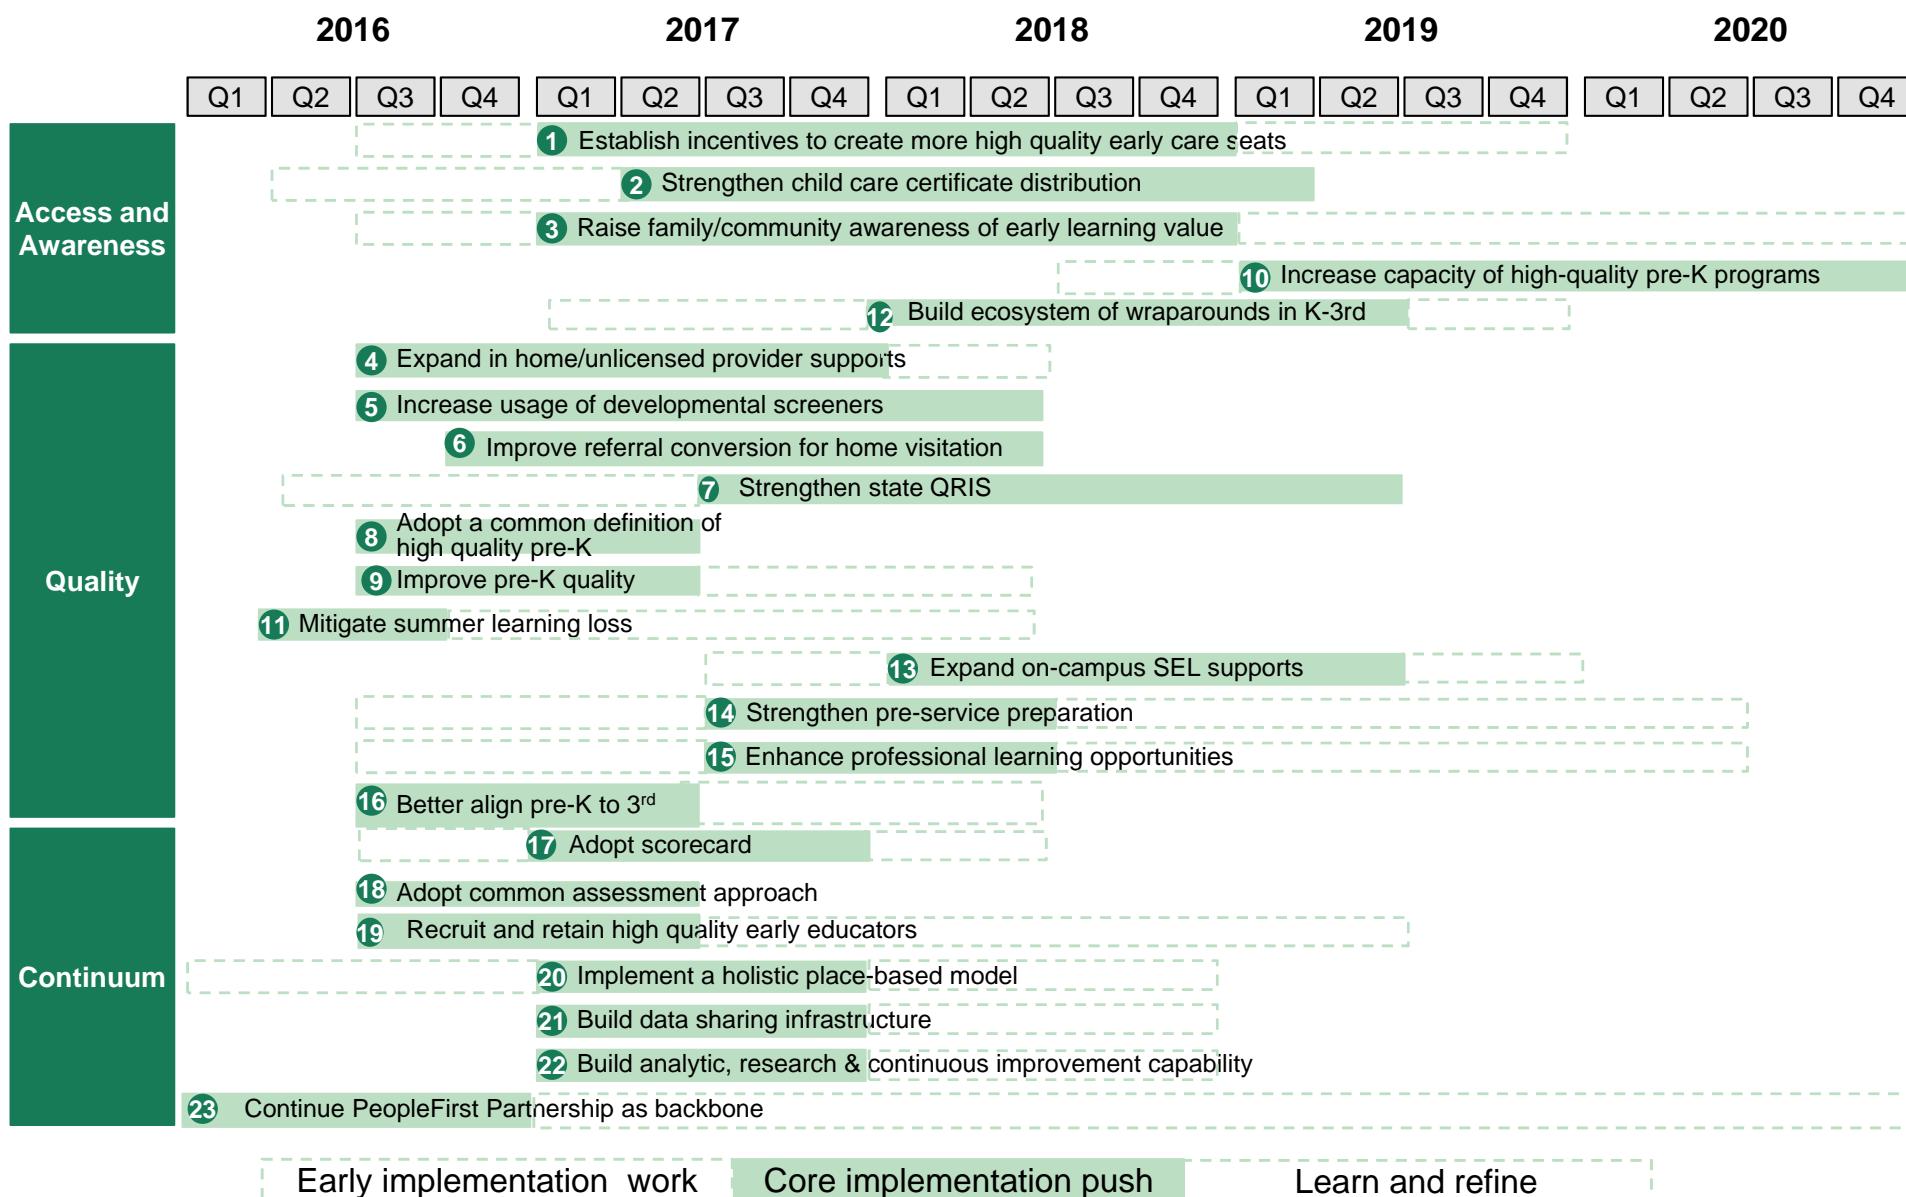 2016 2017 2018 2019 2020
Q1 Q2 Q3 Q4 Q1 Q2 Q3 Q4 Q1 Q2 Q3 Q4 Q1 Q2 Q3 Q4 Q1 Q2 Q3 Q4
Access and
Awareness
1 Establish incentives to create more high quality early care seats
2 Strengthen child care certificate distribution
3 Raise family/community awareness of early learning value
10 Increase capacity of high-quality pre-K programs
12 Build ecosystem of wraparounds in K-3rd
Quality
4 Expand in home/unlicensed provider supports
5 Increase usage of developmental screeners
6 Improve referral conversion for home visitation
7 Strengthen state QRIS
8 Adopt a common definition of
high quality pre-K
9 Improve pre-K quality
11 Mitigate summer learning loss
13 Expand on-campus SEL supports
14 Strengthen pre-service preparation
15 Enhance professional learning opportunities
16 Better align pre-K to 3rd
Continuum
17 Adopt scorecard
18 Adopt common assessment approach
19 Recruit and retain high quality early educators
20 Implement a holistic place-based model
21 Build data sharing infrastructure
22 Build analytic, research & continuous improvement capability
23 Continue PeopleFirst Partnership as backbone
Early implementation work Core implementation push Learn and refine